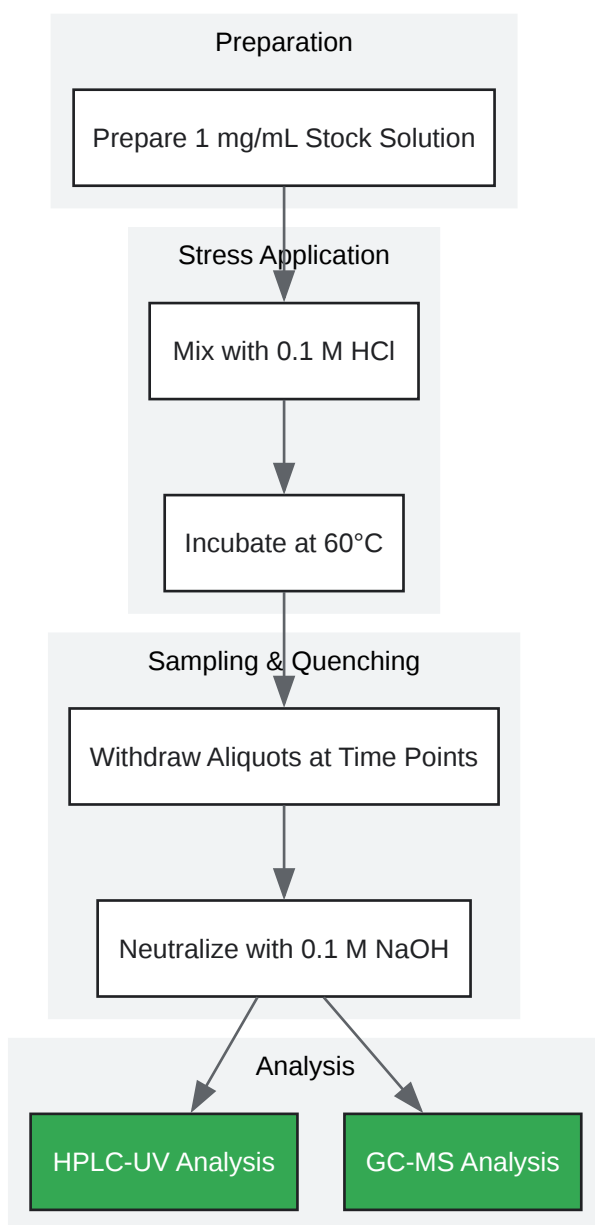 Preparation
Prepare 1 mg/mL Stock Solution
Stress Application
Mix with 0.1 M HCl
Incubate at 60°C
Sampling & Quenching
Withdraw Aliquots at Time Points
Neutralize with 0.1 M NaOH
Analysis
HPLC-UV Analysis
GC-MS Analysis